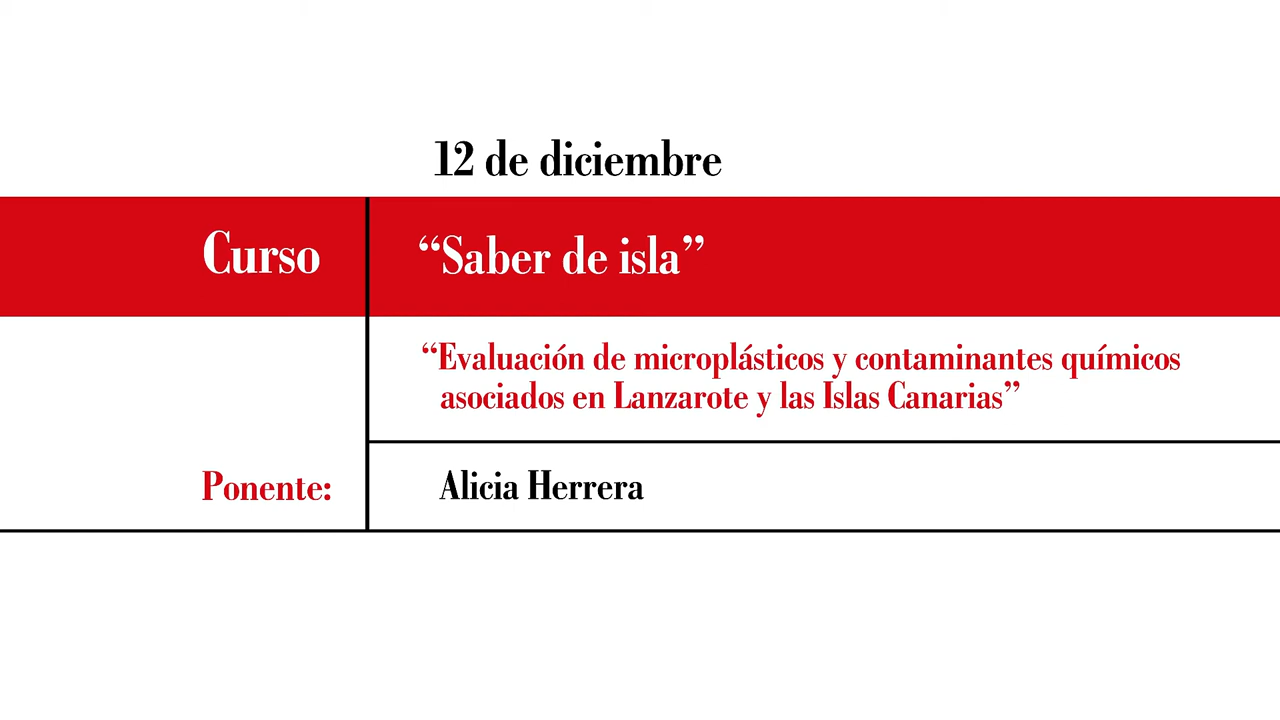 12 de diciembre
Curso
“Saber de isla”
“Evaluación de microplásticos y contaminantes químicos
asociados en Lanzarote y las Islas Canarias”
Ponente:
Alicia Herrera